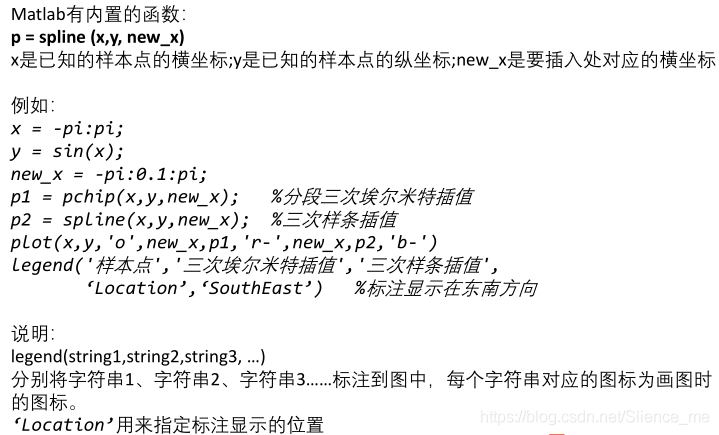 Matlab有内置的函数:
p = spline (x,y, new_x)
x是已知的样本点的横坐标;y是已知的样本点的纵坐标;new_x是要插入处对应的横坐标
例如:
x = -pi:pi;
y = sin(x);
new_x = -pi:0.1:pi;
p1 = pchip(x,y,new_x);   %分段三次埃尔米特插值
p2 = spline(x,y,new_x);  %三次样条插值
plot(x,y,'o',new_x,p1,'r-',new_x,p2,'b-')
legend('样本点','三次埃尔米特插值','三次样条插值',
‘Location’,‘SouthEast’)   %标注显示在东南方向
说明:
legend(string1,string2,string3, …)
分别将字符串1、字符串2、字符串3……标注到图中，每个字符串对应的图标为画图时
的图标。
‘Location’用来指定标注显示的位置
https://blog.csdn.net/Slience_me